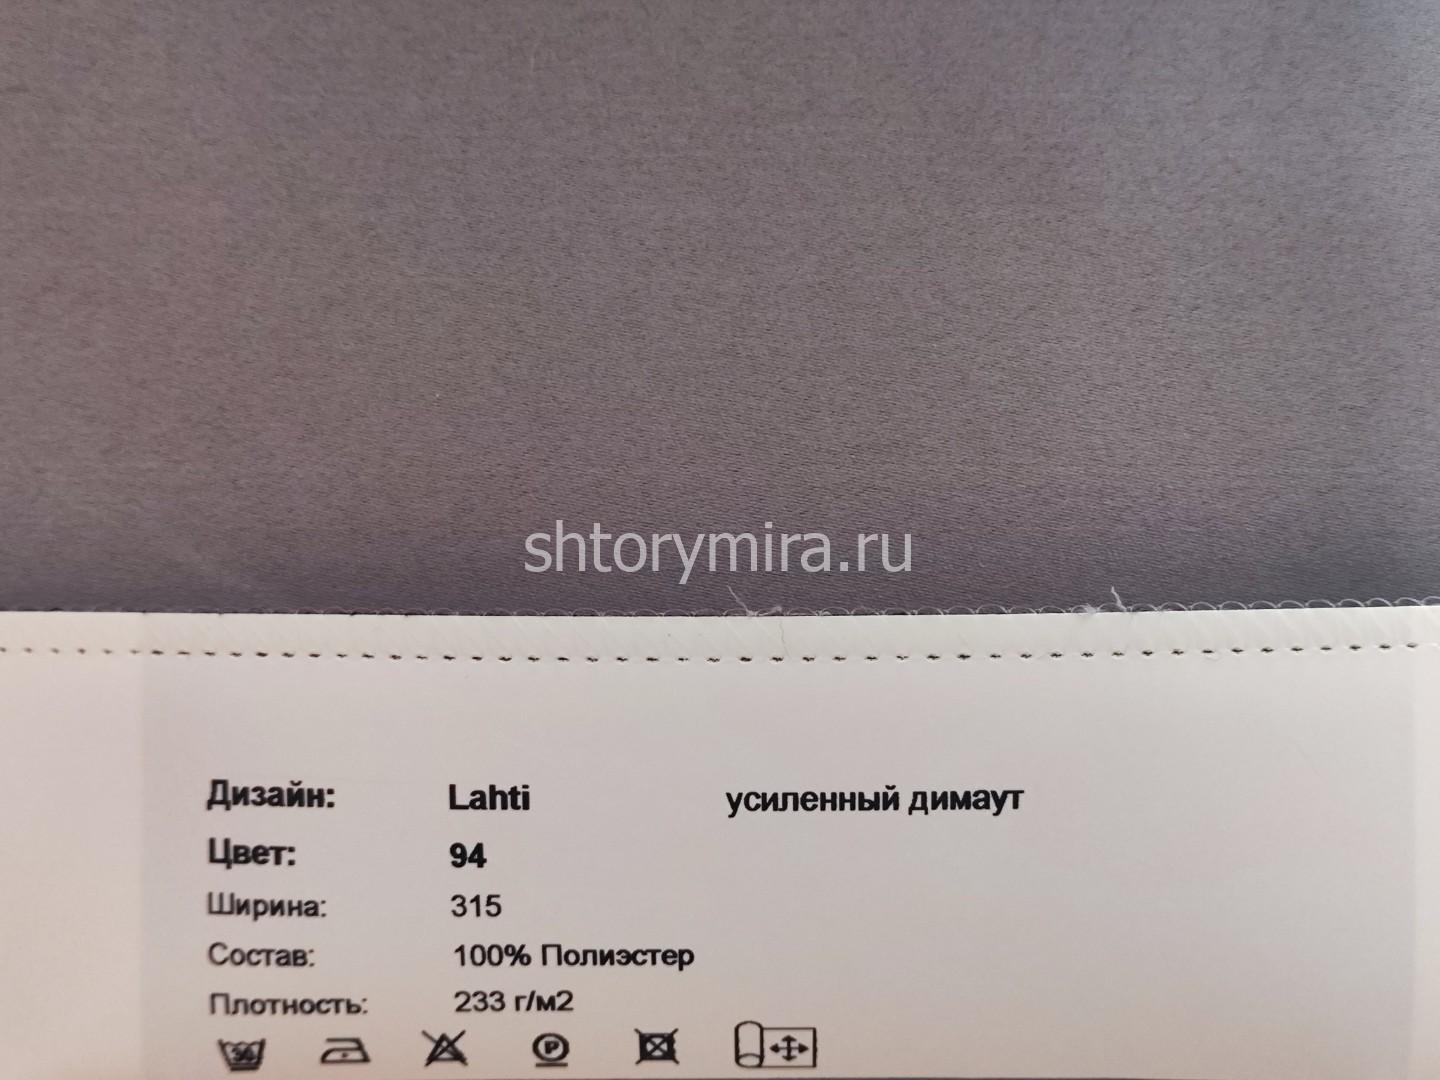 shtorymira.ru
Дизайн: Lahti усиленный димаут
Цвет: 94
Ширина: 315
Состав: 100% Полиэстер
Плотность: 233 г/м2
P